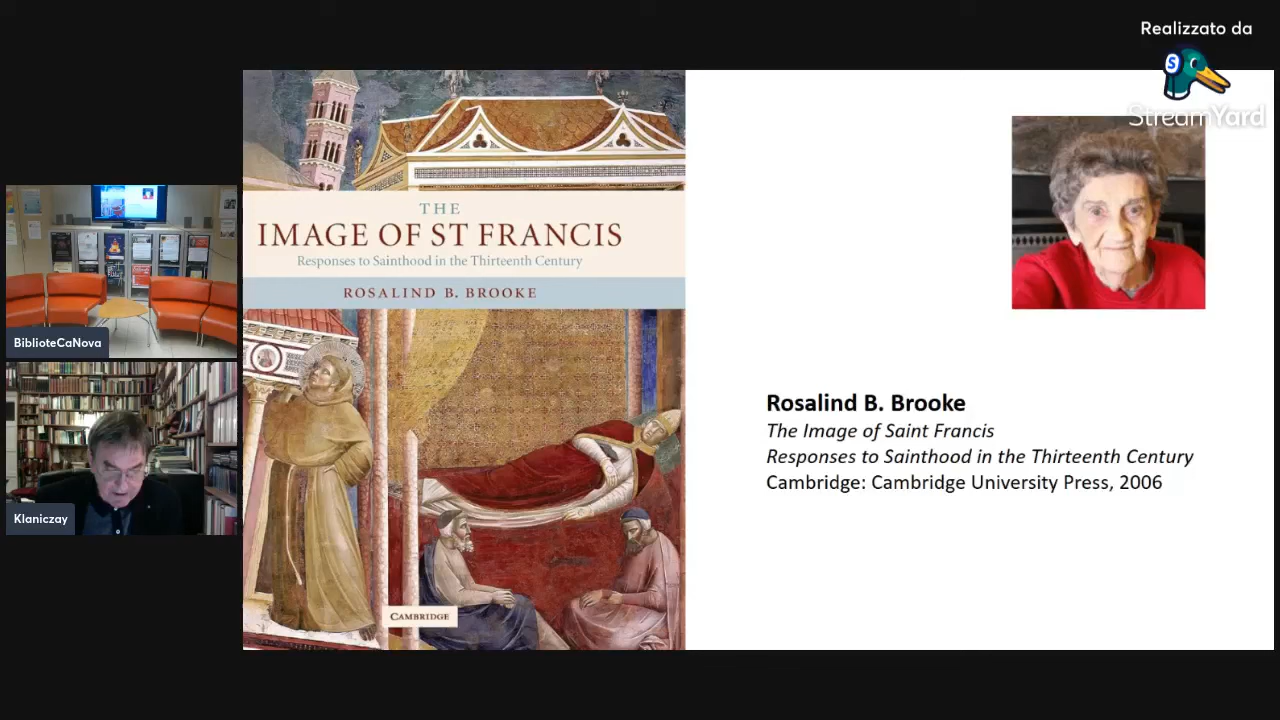 Realizzato da
StreamYard
THE
IMAGE OF ST FRANCIS
Responses to Sainthood in the Thirteenth Century
ROSALIND B. BROOKE
CAMBRIDGE
Rosalind B. Brooke
The Image of Saint Francis
Responses to Sainthood in the Thirteenth Century
Cambridge: Cambridge University Press, 2006
BiblioteCaNova
Klaniczay